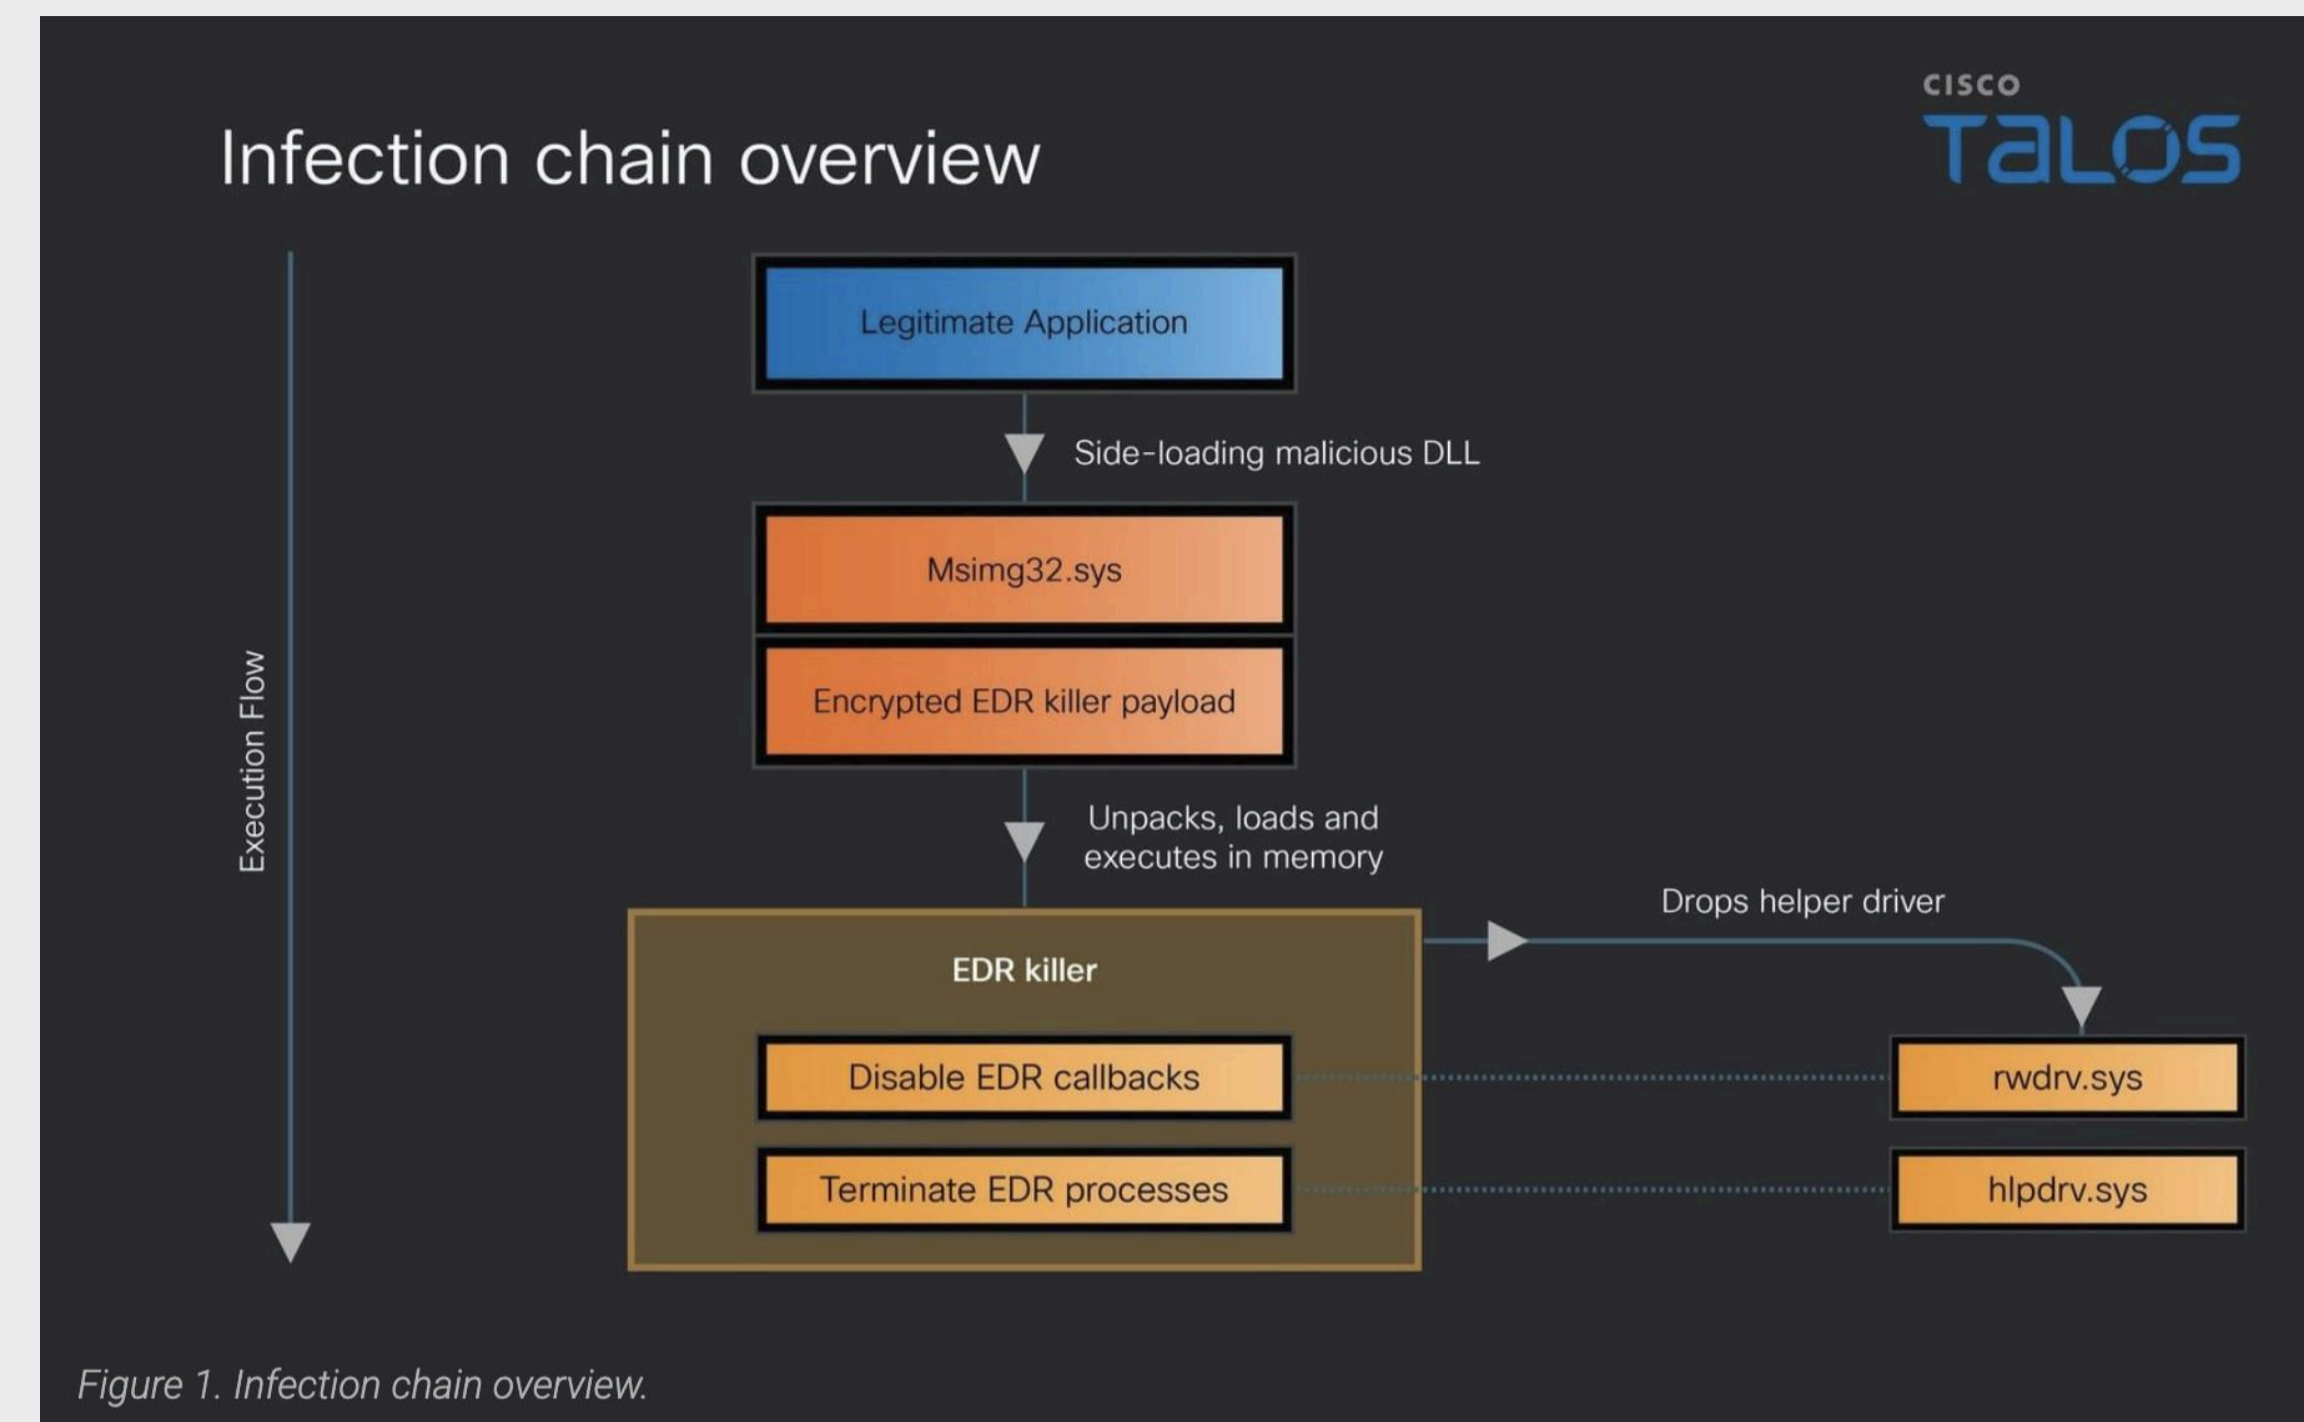 CISCO
TALOS
Infection chain overview
Legitimate Application
Side-loading malicious DLL
Msimg32.sys
Encrypted EDR killer payload
Execution Flow
Unpacks, loads and
executes in memory
Drops helper driver
EDR killer
Disable EDR callbacks
rwdrv.sys
Terminate EDR processes
hlpdrv.sys
Figure 1. Infection chain overview.